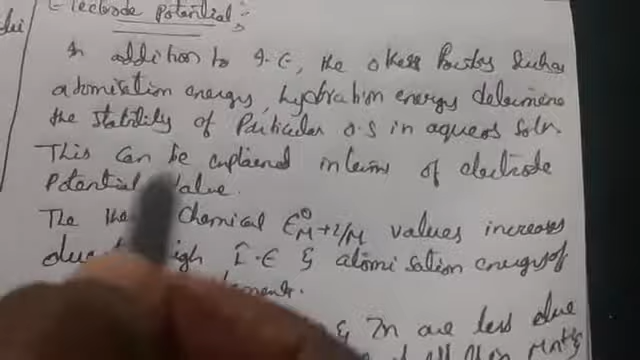 Electrode potential:-
In addition to I.E, the other factors such as
atomisation energy, hydration energy determine
the stability of Particular O.S in aqueous soln.
This can be explained in terms of electrode
Potential value.
The Chemical E°M+2/M values increases
due high I.E & atomisation energy of
& Zn are less due
Mn+2 &